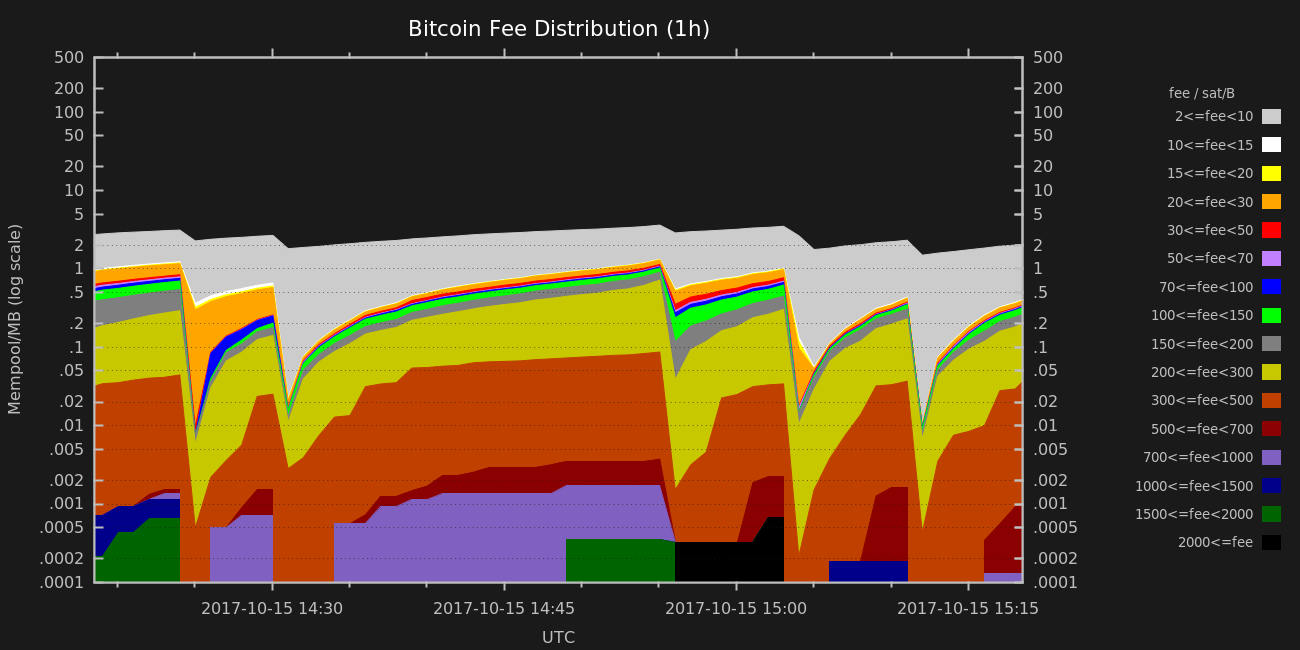 Bitcoin Fee Distribution (1h)
Mempool/MB (log scale)
500
200
100
50
20
10
5
2
1
.5
.2
.1
.05
.02
.01
.005
.002
.001
.0005
.0002
.0001
500
200
100
50
20
10
5
2
1
.5
.2
.1
.05
.02
.01
.005
.002
.001
.0005
.0002
.0001
2017-10-15 14:30
2017-10-15 14:45
2017-10-15 15:00
2017-10-15 15:15
UTC
fee / sat/B
2<=fee<10
10<=fee<15
15<=fee<20
20<=fee<30
30<=fee<50
50<=fee<70
70<=fee<100
100<=fee<150
150<=fee<200
200<=fee<300
300<=fee<500
500<=fee<700
700<=fee<1000
1000<=fee<1500
1500<=fee<2000
2000<=fee